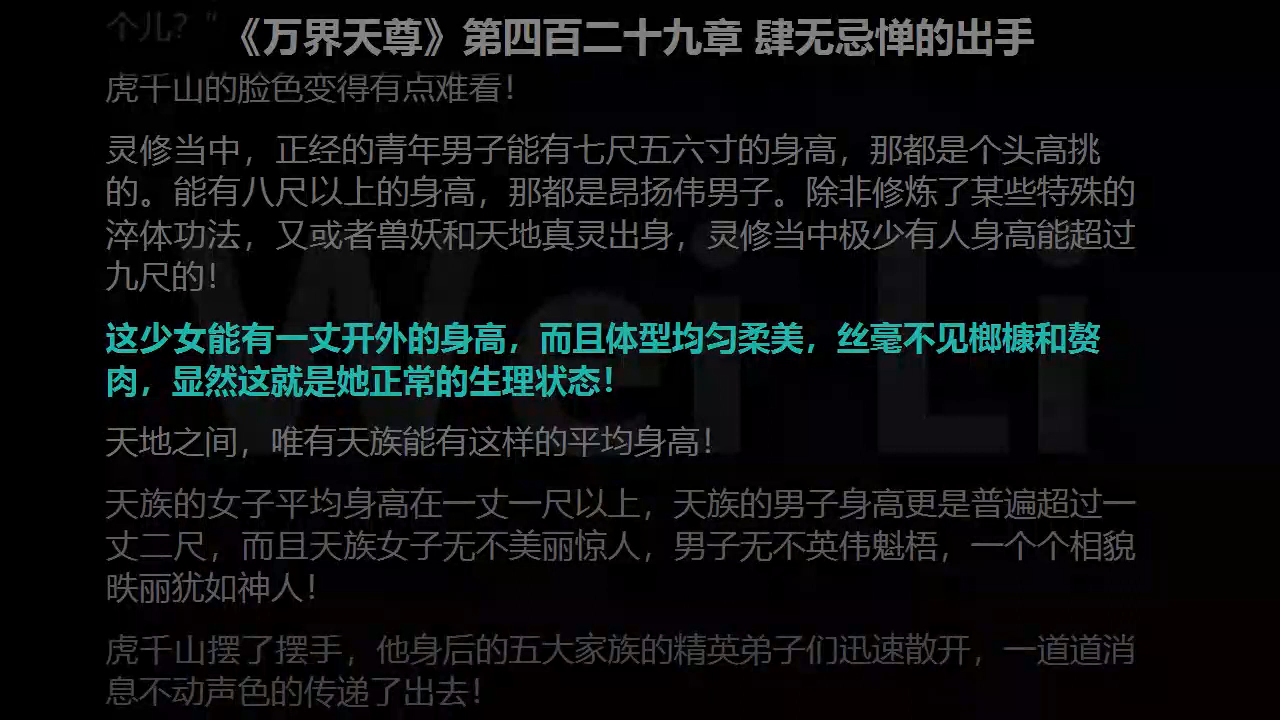 个儿？”
《万界天尊》第四百二十九章 肆无忌惮的出手
虎千山的脸色变得有点难看！
灵修当中，正经的青年男子能有七尺五六寸的身高，那都是个头高挑
的。能有八尺以上的身高，那都是昂扬伟男子。除非修炼了某些特殊的
淬体功法，又或者兽妖和天地真灵出身，灵修当中极少有人身高能超过
九尺的！
这少女能有一丈开外的身高，而且体型均匀柔美，丝毫不见榔槺和赘
肉，显然这就是她正常的生理状态！
天地之间，唯有天族能有这样的平均身高！
天族的女子平均身高在一丈一尺以上，天族的男子身高更是普遍超过一
丈二尺，而且天族女子无不美丽惊人，男子无不英伟魁梧，一个个相貌
昳丽犹如神人！
虎千山摆了摆手，他身后的五大家族的精英弟子们迅速散开，一道道消
息不动声色的传递了出去！
Wei Li